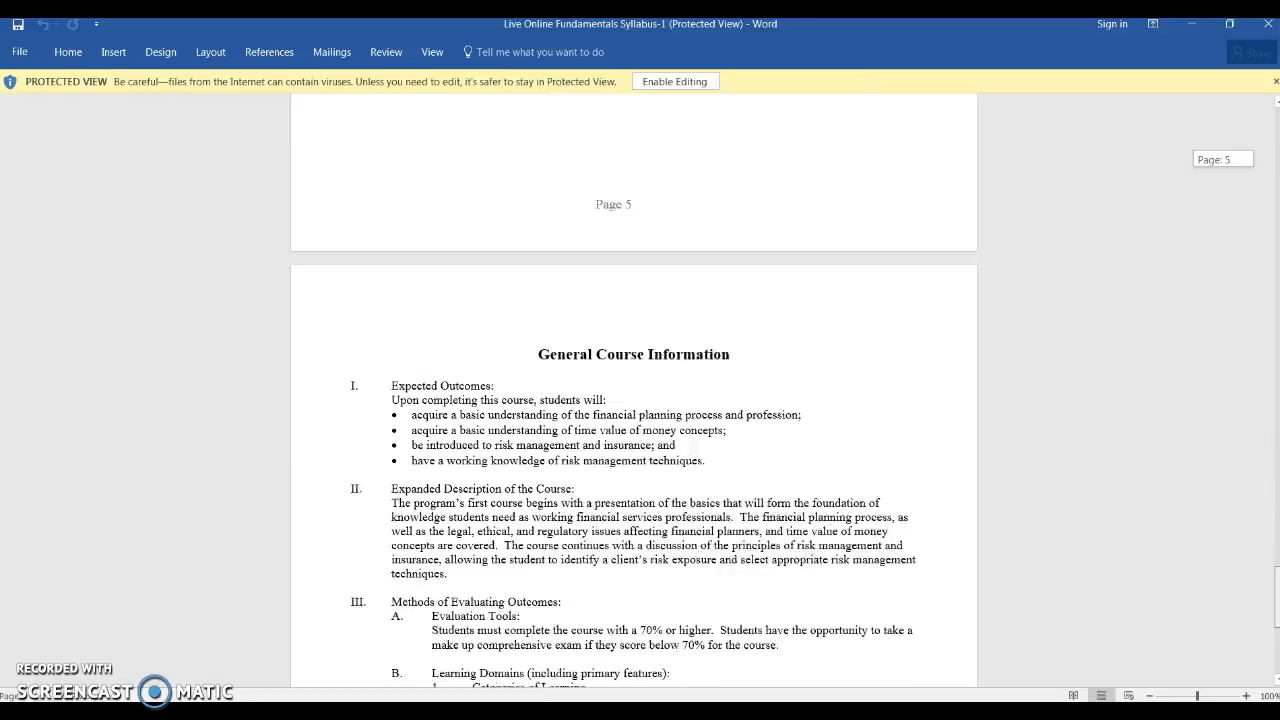 Live Online Fundamentals Syllabus-1 (Protected View) - Word
Sign in
File Home Insert Design Layout References Mailings Review View Tell me what you want to do Share
PROTECTED VIEW Be careful—files from the Internet can contain viruses. Unless you need to edit, it's safer to stay in Protected View. Enable Editing
Page: 5
Page 5
General Course Information
I. Expected Outcomes:
Upon completing this course, students will:
• acquire a basic understanding of the financial planning process and profession;
• acquire a basic understanding of time value of money concepts;
• be introduced to risk management and insurance; and
• have a working knowledge of risk management techniques.
II. Expanded Description of the Course:
The program's first course begins with a presentation of the basics that will form the foundation of
knowledge students need as working financial services professionals. The financial planning process, as
well as the legal, ethical, and regulatory issues affecting financial planners, and time value of money
concepts are covered. The course continues with a discussion of the principles of risk management and
insurance, allowing the student to identify a client's risk exposure and select appropriate risk management
techniques.
III. Methods of Evaluating Outcomes:
A. Evaluation Tools:
Students must complete the course with a 70% or higher. Students have the opportunity to take a
make up comprehensive exam if they score below 70% for the course.
B. Learning Domains (including primary features):
1. Categories of Learning
RECORDED WITH
SCREENCAST MATIC
Page
100%